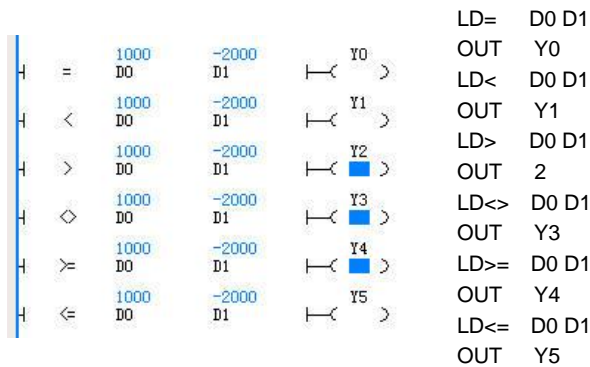 1000 -2000 Y0
= D0 D1
1000 -2000 Y1
< D0 D1
1000 -2000 Y2
> D0 D1
1000 -2000 Y3
<> D0 D1
1000 -2000 Y4
>= D0 D1
1000 -2000 Y5
<= D0 D1
LD= D0 D1
OUT Y0
LD< D0 D1
OUT Y1
LD> D0 D1
OUT 2
LD<> D0 D1
OUT Y3
LD>= D0 D1
OUT Y4
LD<= D0 D1
OUT Y5